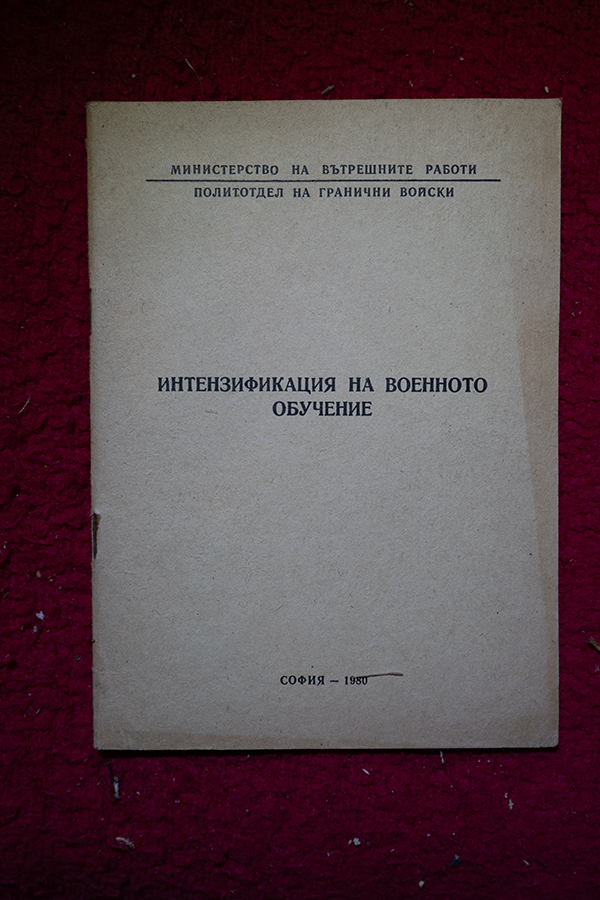 МИНИСТЕРСТВО НА ВЪТРЕШНИТЕ РАБОТИ
ПОЛИТОТДЕЛ НА ГРАНИЧНИ ВОЙСКИ
ИНТЕНЗИФИКАЦИЯ НА ВОЕННОТО
ОБУЧЕНИЕ
СОФИЯ – 1980